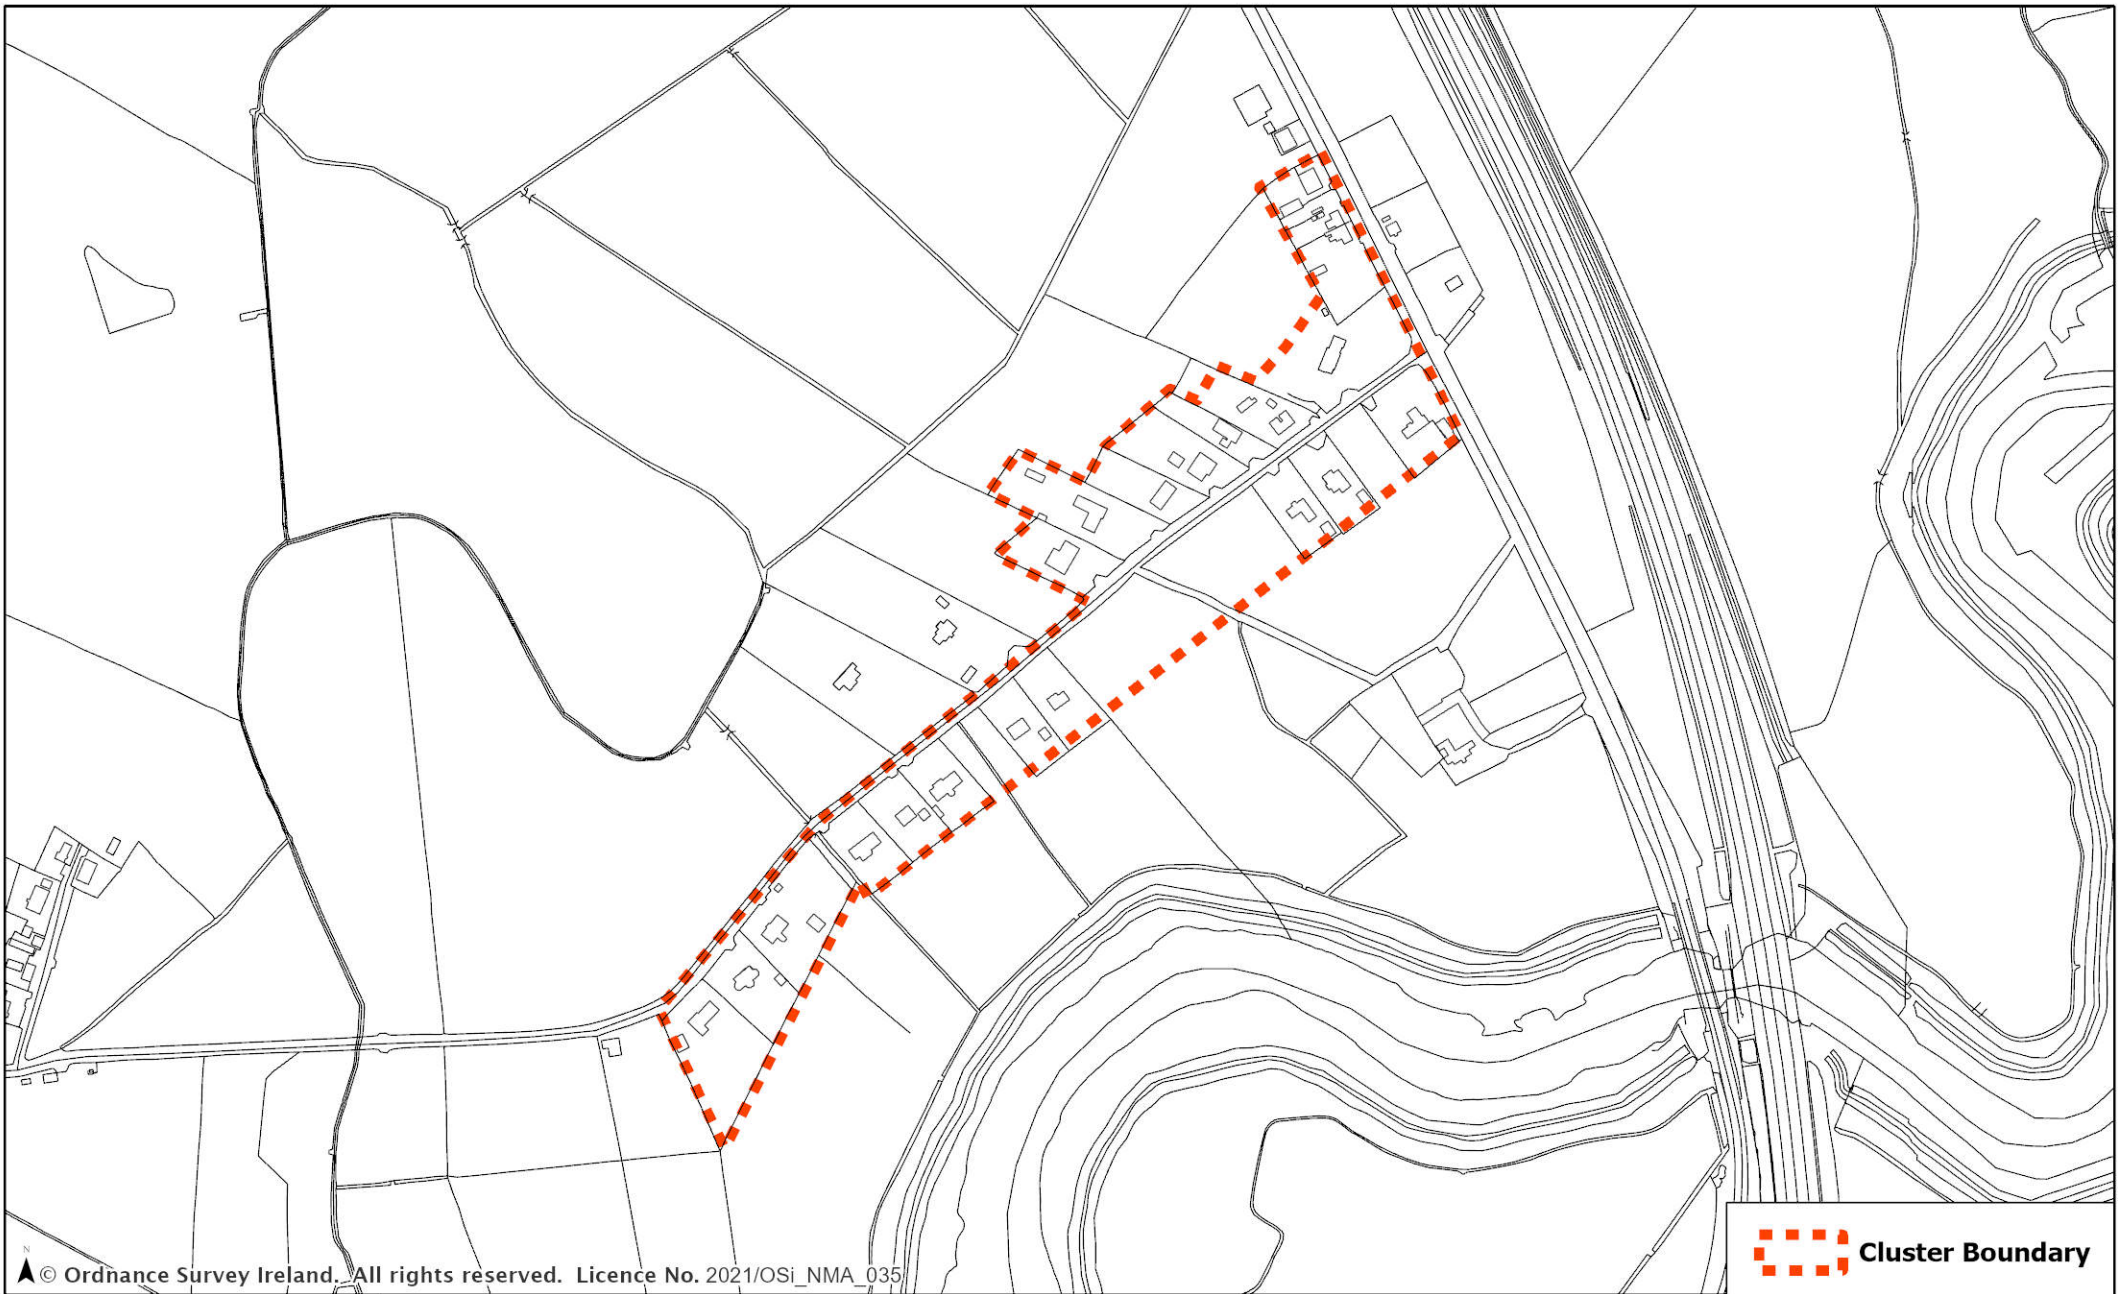 Cluster Boundary
N
© Ordnance Survey Ireland. All rights reserved. Licence No. 2021/OSi_NMA_035